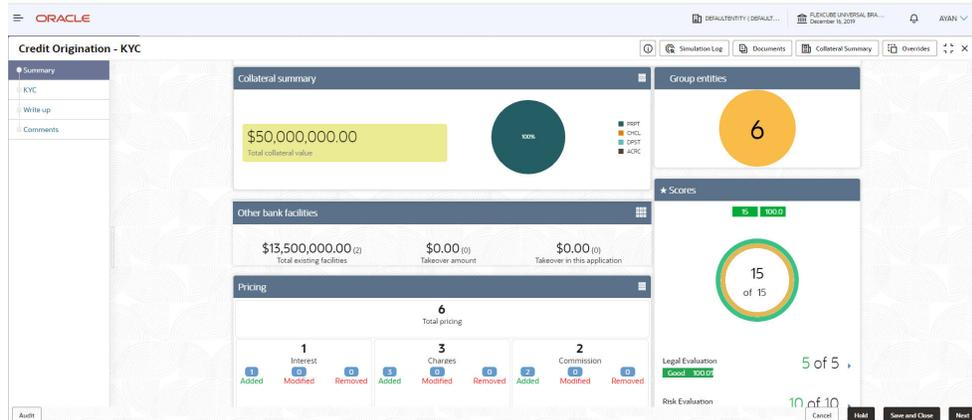 ORACLE
DEFAULTENTITY ( DEFAULT...
FLEXCUBE UNIVERSAL BRA...
December 16, 2019
AYAN
Credit Origination - KYC
Simulation Log
Documents
Collateral Summary
Overrides
Summary
KYC
Write up
Comments
Collateral summary
$50,000,000.00
Total collateral value
100%
PRPT
CHCL
DPST
ACRC
Group entities
6
Other bank facilities
$13,500,000.00 (2) $0.00 (0) $0.00 (0)
Total existing facilities Takeover amount Takeover in this application
Pricing
6
Total pricing
1 3 2
Interest Charges Commission
1 0 0 3 0 0 2 0 0
Added Modified Removed Added Modified Removed Added Modified Removed
Scores
15 100.0
15
of 15
Legal Evaluation
Good 100.0
5 of 5
Risk Evaluation
10 of 10
Audit
Cancel
Hold
Save and Close
Next